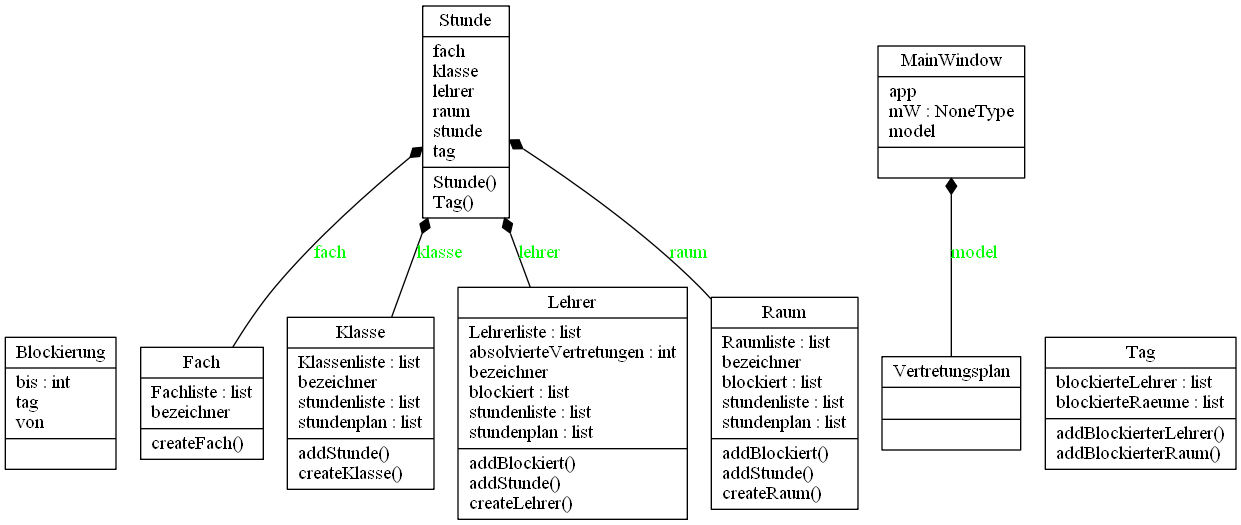 Stunde
fach
klasse
lehrer
raum
stunde
tag
Stunde()
Tag()
MainWindow
app
mW : NoneType
model
fach
klasse
lehrer
raum
model
Blockierung
bis : int
tag
von
Fach
Fachliste : list
bezeichner
createFach()
Klasse
Klassenliste : list
bezeichner
stundenliste : list
stundenplan : list
addStunde()
createKlasse()
Lehrer
Lehrerliste : list
absolvierteVertretungen : int
bezeichner
blockiert : list
stundenliste : list
stundenplan : list
addBlockiert()
addStunde()
createLehrer()
Raum
Raumliste : list
bezeichner
blockiert : list
stundenliste : list
stundenplan : list
addBlockiert()
addStunde()
createRaum()
Vertretungsplan
Tag
blockierteLehrer : list
blockierteRaeume : list
addBlockierterLehrer()
addBlockierterRaum()